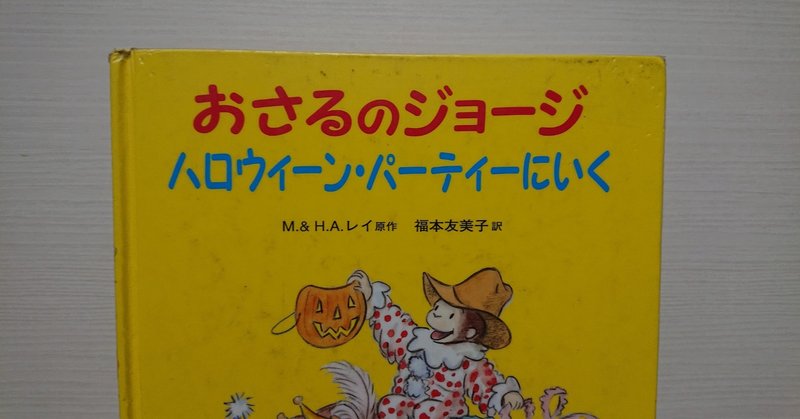 おさるのジョージ
ハロウィーン・パーティーにいく
M.& H.A.レイ原作 福本友美子訳